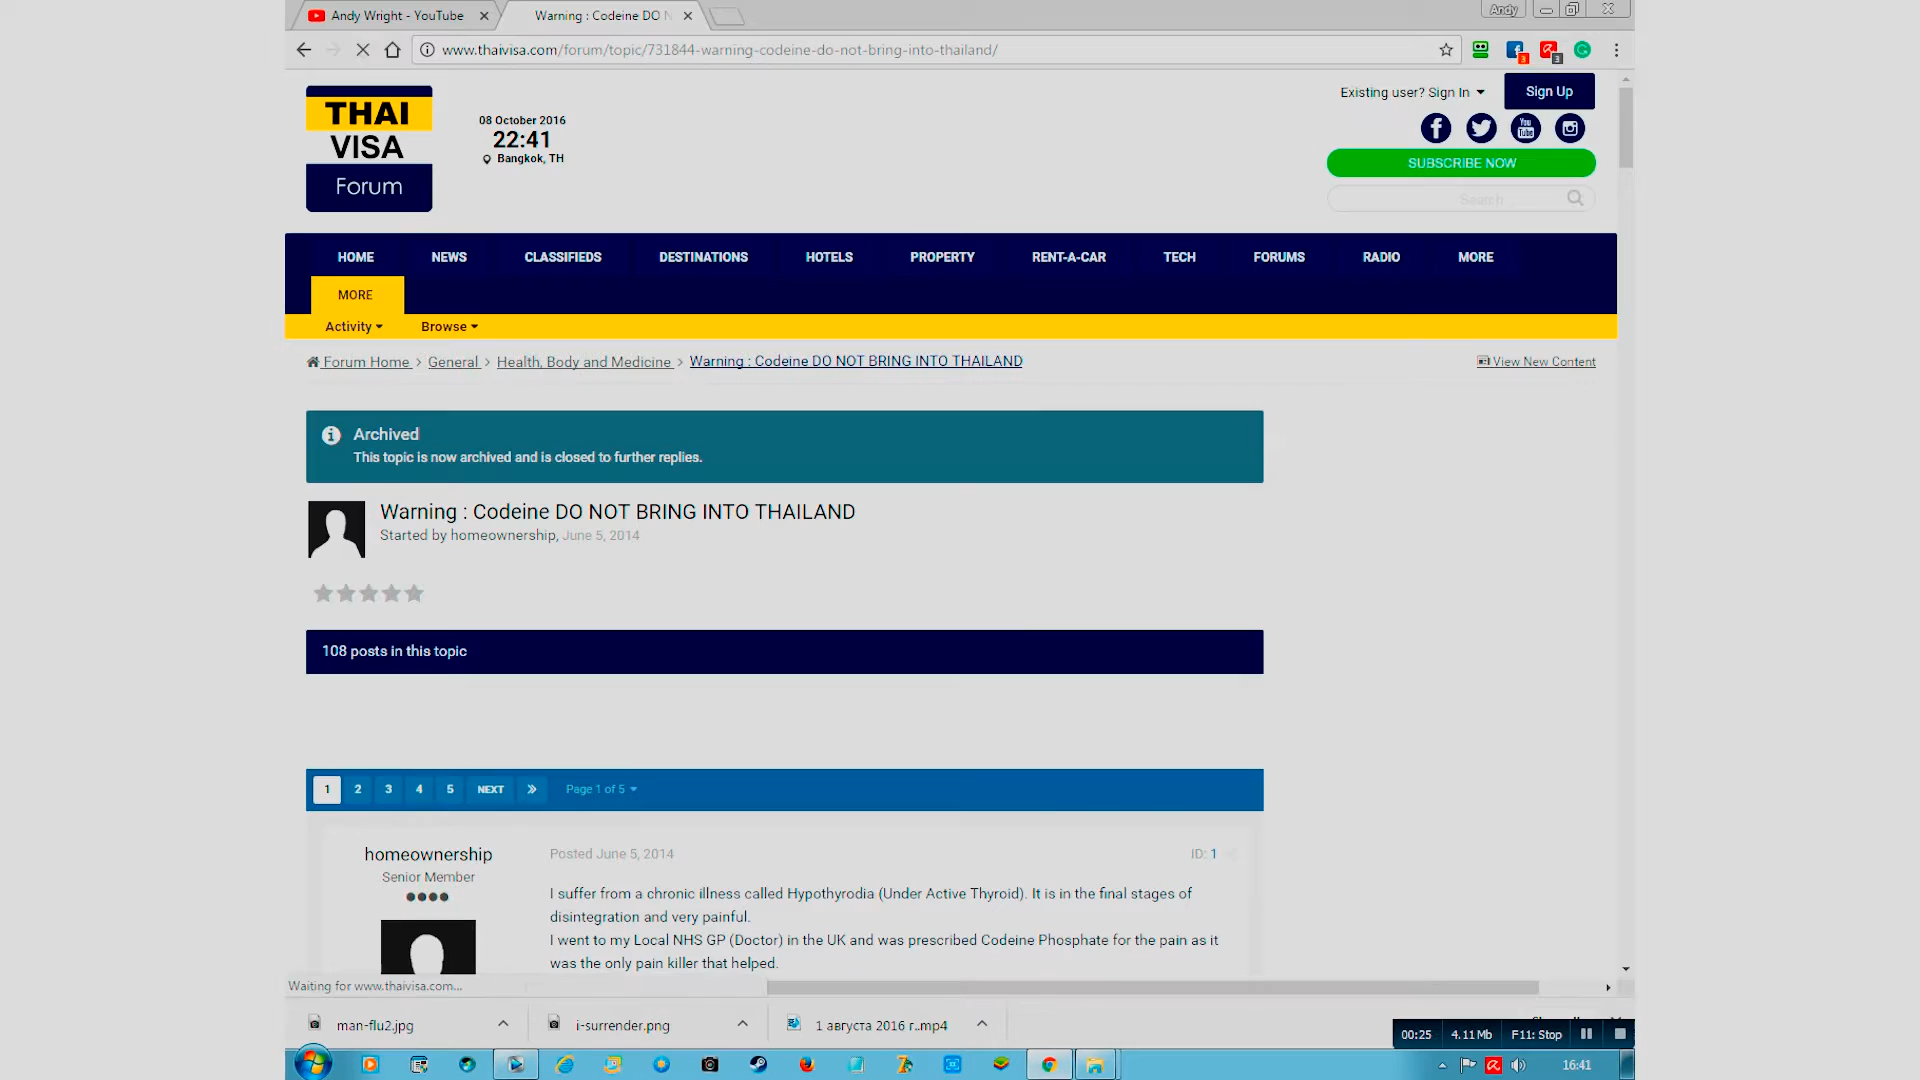 Andy Wright - YouTube
Warning : Codeine DO N
Andy
www.thaivisa.com/forum/topic/731844-warning-codeine-do-not-bring-into-thailand/
THAI
VISA
Forum
08 October 2016
22:41
Bangkok, TH
Existing user? Sign In
Sign Up
You
Tube
SUBSCRIBE NOW
Search
HOME NEWS CLASSIFIEDS DESTINATIONS HOTELS PROPERTY RENT-A-CAR TECH FORUMS RADIO MORE
MORE
Activity Browse
Forum Home > General > Health, Body and Medicine > Warning : Codeine DO NOT BRING INTO THAILAND
View New Content
Archived
This topic is now archived and is closed to further replies.
Warning : Codeine DO NOT BRING INTO THAILAND
Started by homeownership, June 5, 2014
108 posts in this topic
1 2 3 4 5 NEXT » Page 1 of 5
homeownership
Senior Member
Posted June 5, 2014
ID: 1
I suffer from a chronic illness called Hypothyrodia (Under Active Thyroid). It is in the final stages of
disintegration and very painful.
I went to my Local NHS GP (Doctor) in the UK and was prescribed Codeine Phosphate for the pain as it
was the only pain killer that helped.
Waiting for www.thaivisa.com...
man-flu2.jpg
i-surrender.png
1 августа 2016 г..mp4
00:25 4.11 Mb F11: Stop
16:41